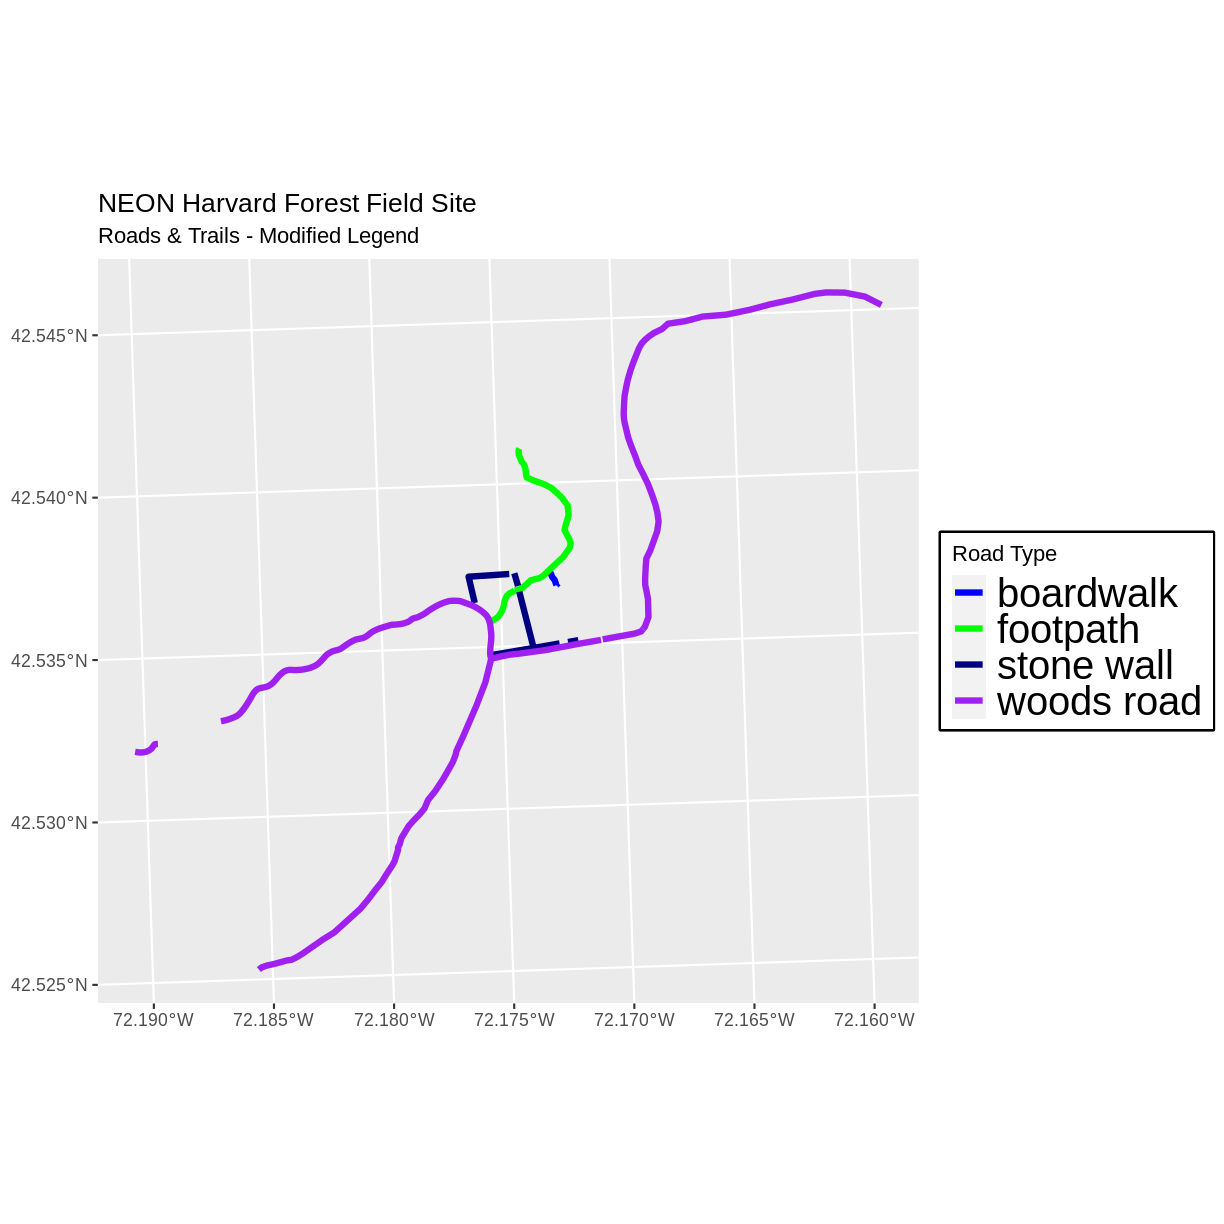 NEON Harvard Forest Field Site
Roads & Trails - Modified Legend
42.545°N
42.540°N
42.535°N
42.530°N
42.525°N
72.190°W
72.185°W
72.180°W
72.175°W
72.170°W
72.165°W
72.160°W
Road Type
boardwalk
footpath
stone wall
woods road